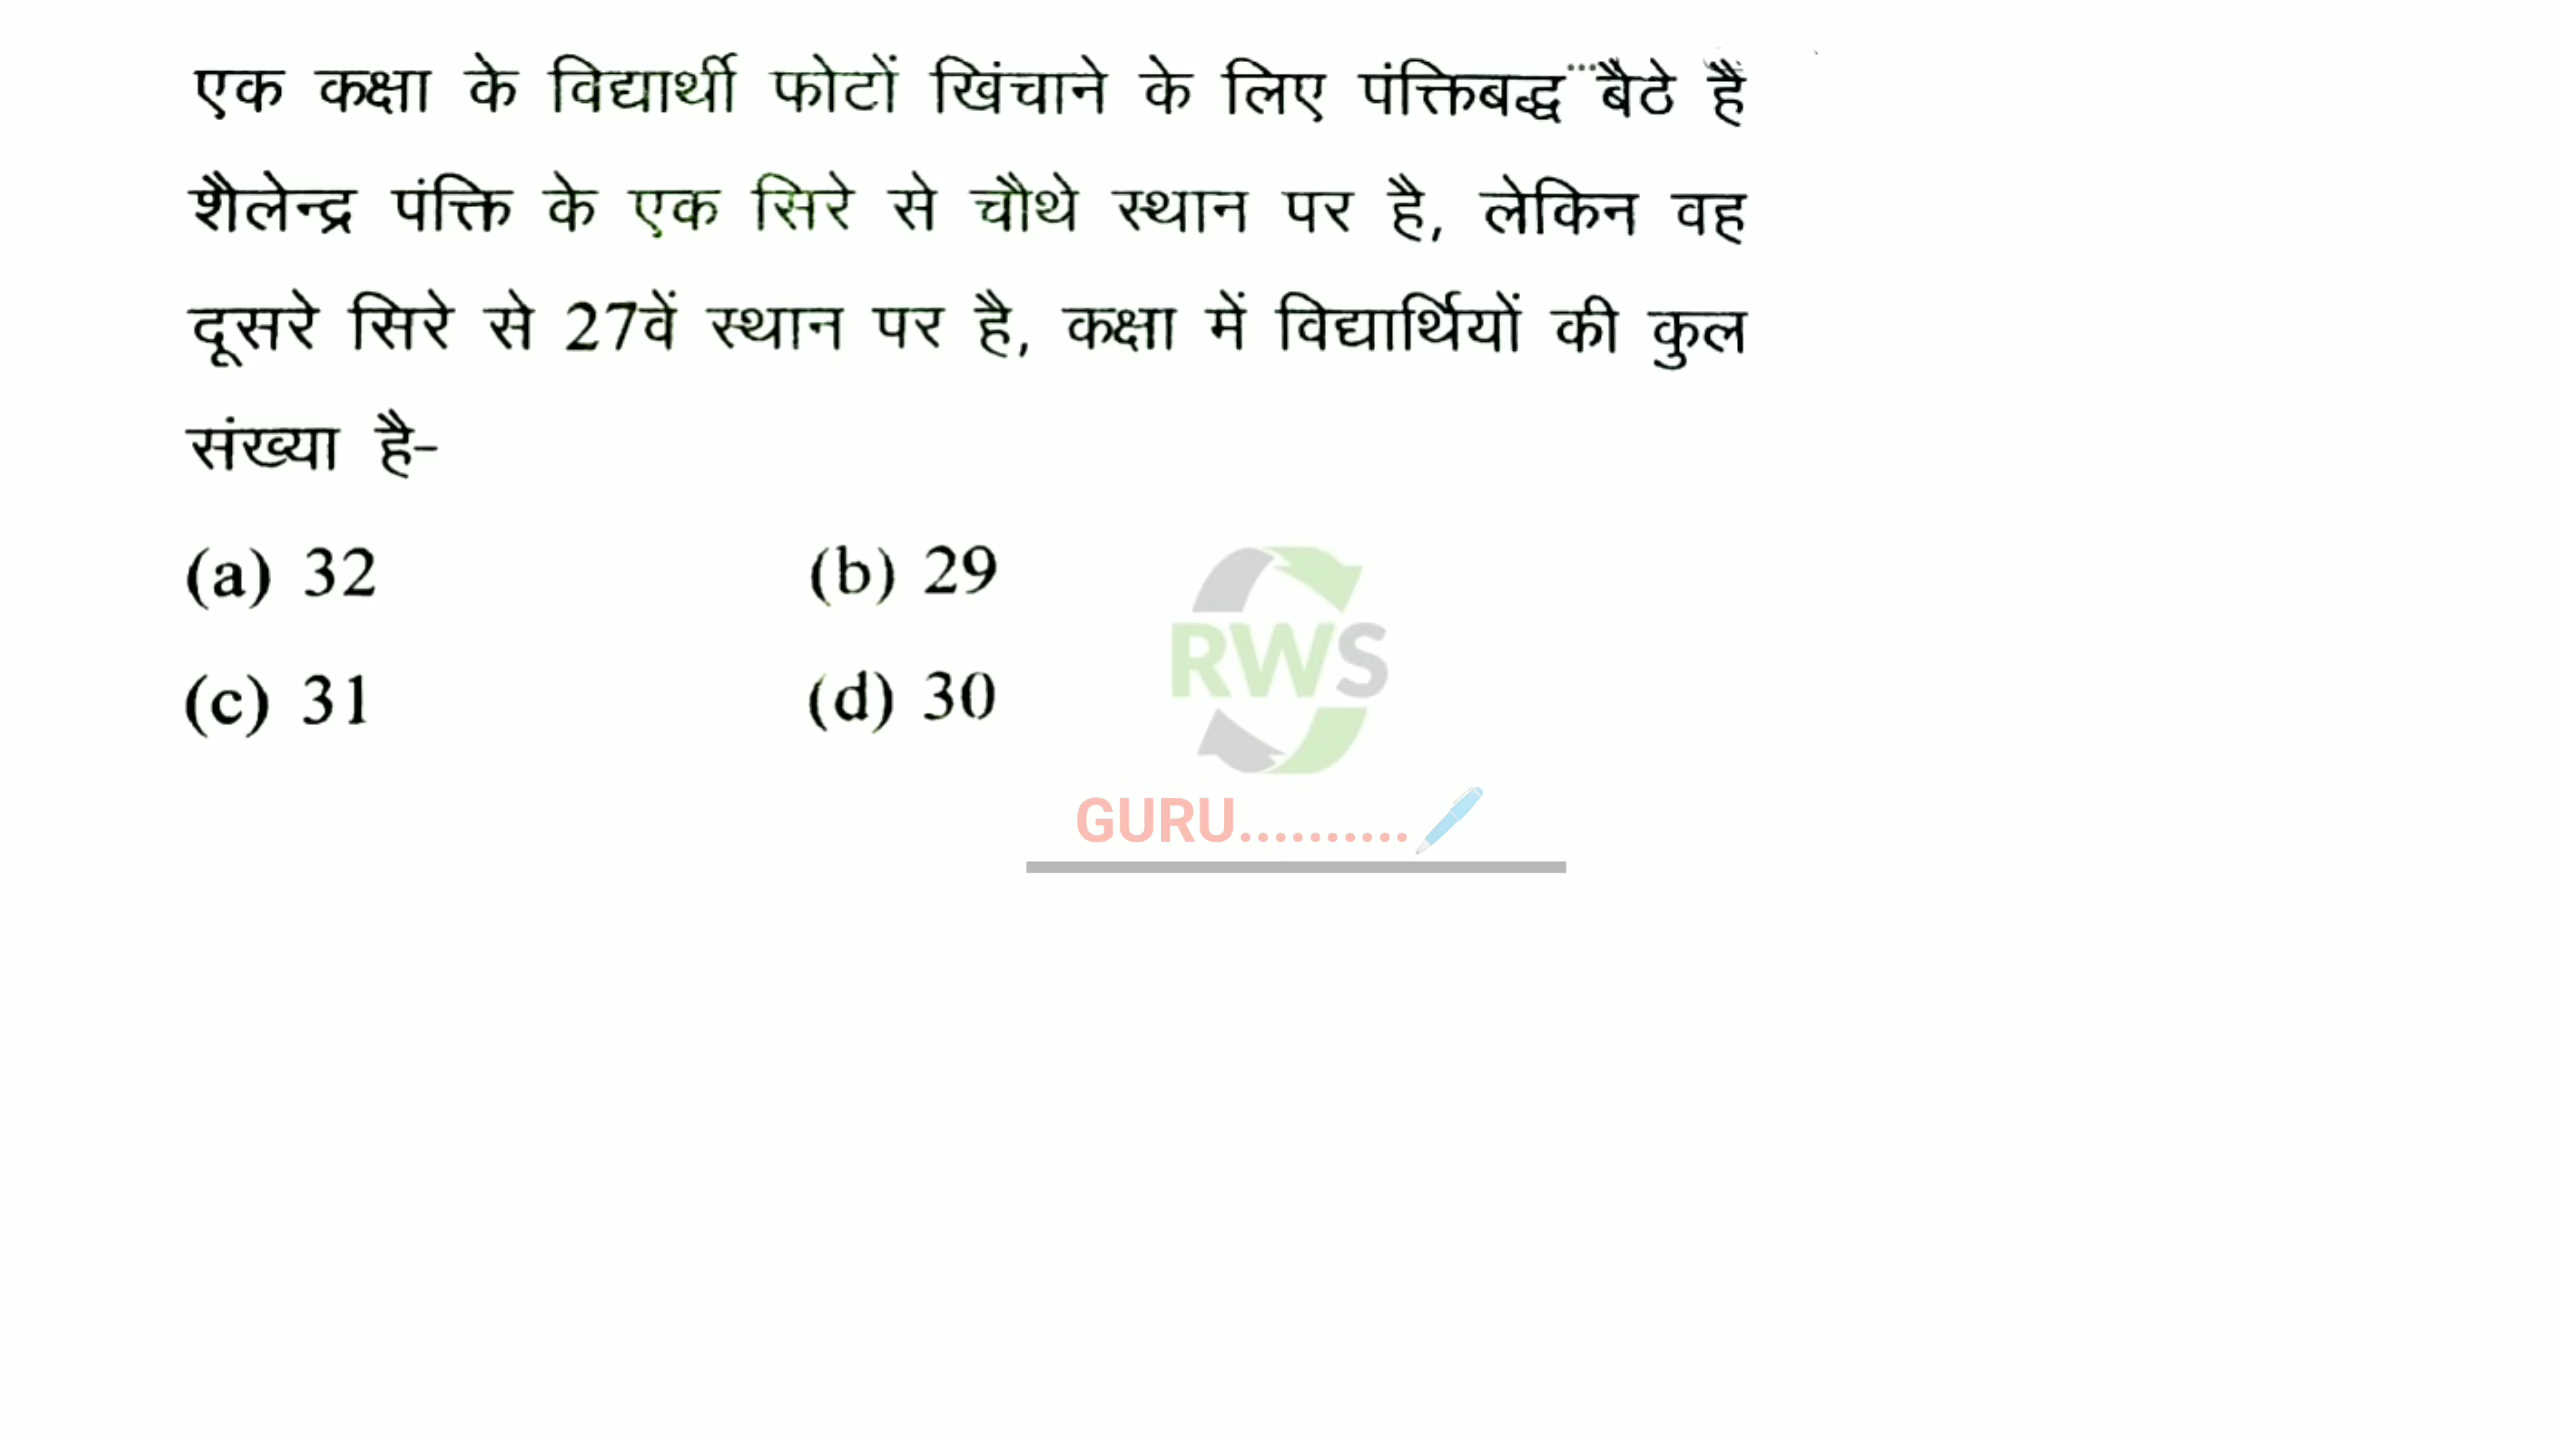 एक कक्षा के विद्यार्थी फोटों खिंचाने के लिए पंक्तिबद्ध बैठे हैं
शैलेन्द्र पंक्ति के एक सिरे से चौथे स्थान पर है, लेकिन वह
दूसरे सिरे से 27वें स्थान पर है, कक्षा में विद्यार्थियों की कुल
संख्या है-
(a) 32 (b) 29
(c) 31 (d) 30
RWS
GURU..........